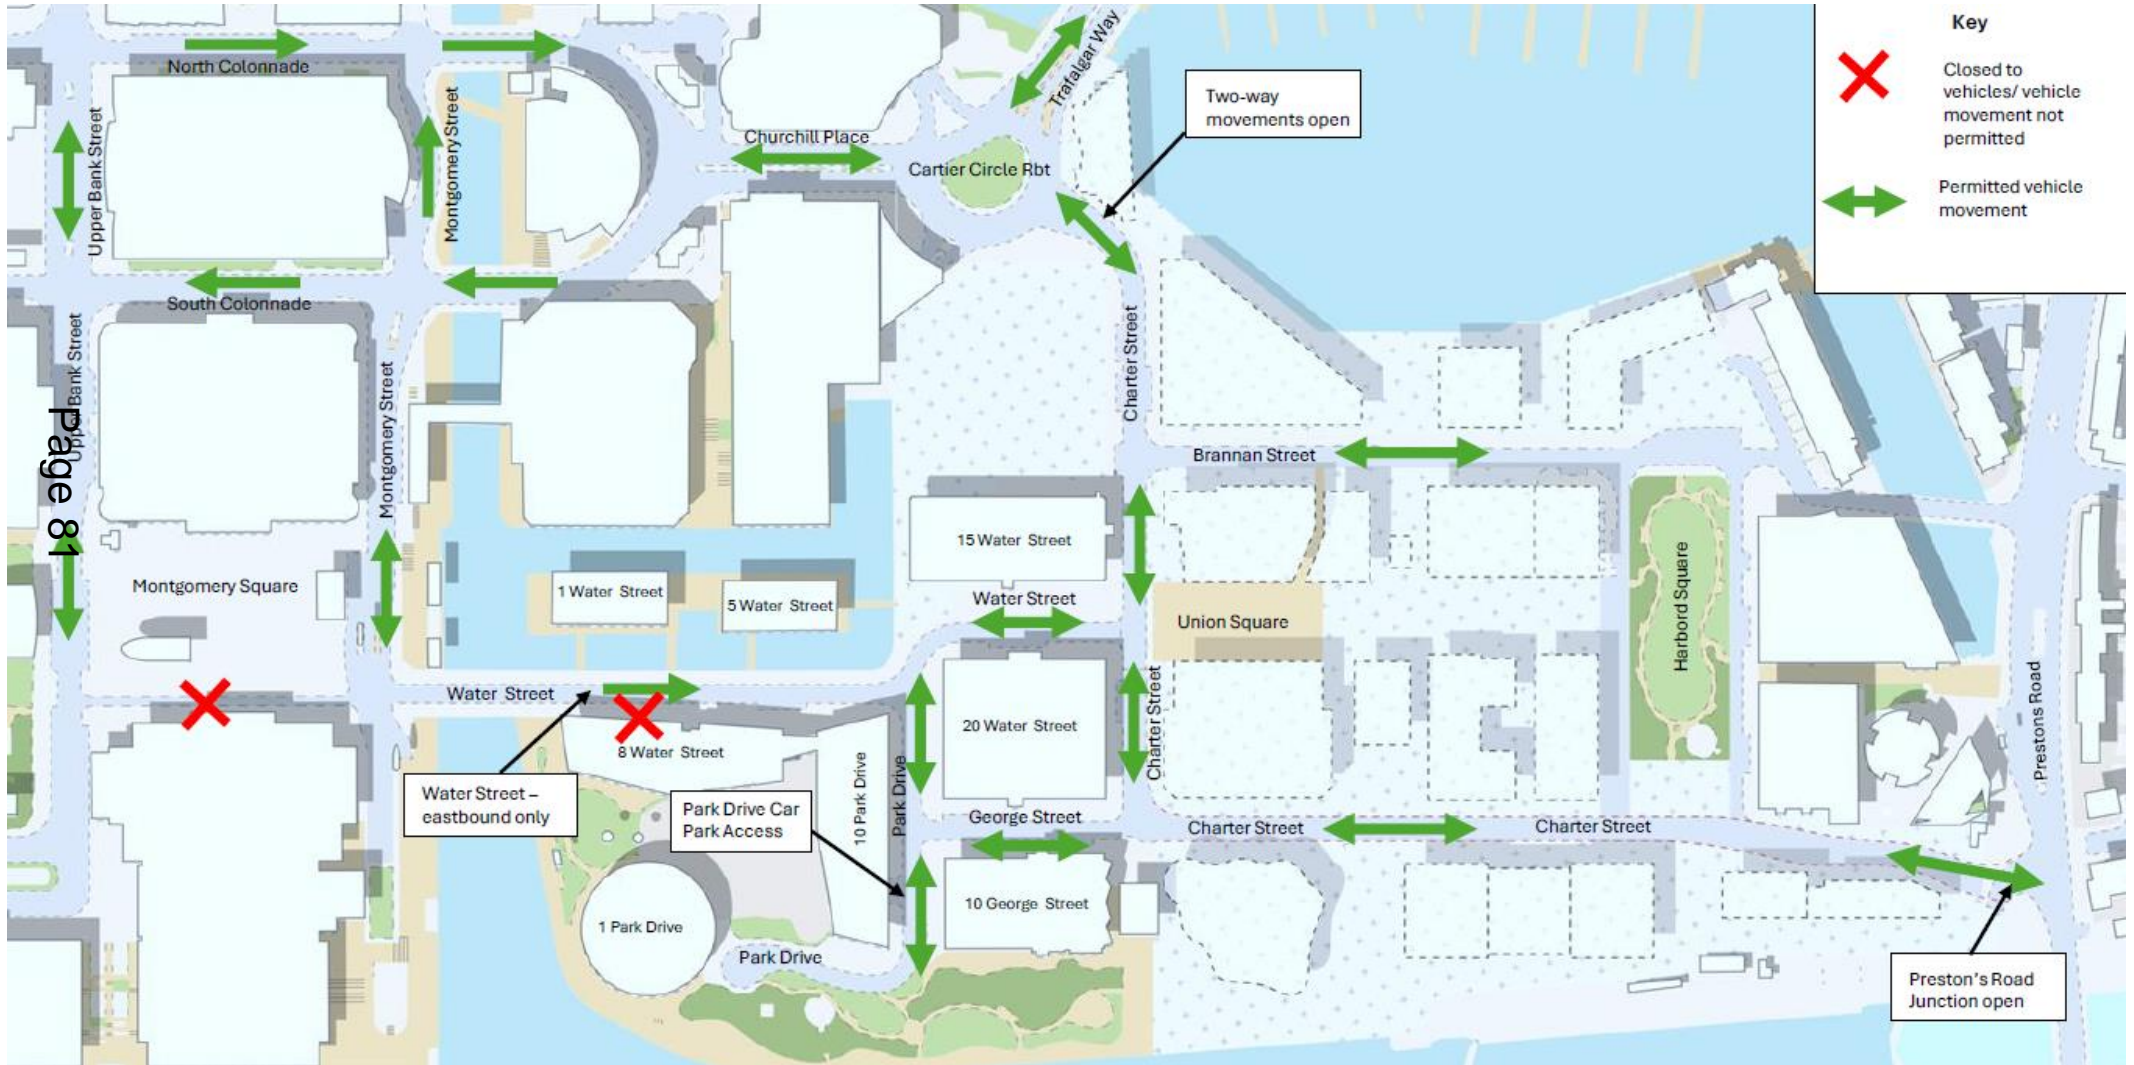 Key
Closed to
vehicles/ vehicle
movement not
permitted
Permitted vehicle
movement
North Colonnade
Trafalgar Way
Two-way
movements open
Upper Bank Street
Montgomery Street
Churchill Place
Cartier Circle Rbt
South Colonnade
Upper Bank Street
Montgomery Street
Charter Street
Page 81
Brannan Street
15 Water Street
Montgomery Square
1 Water Street
5 Water Street
Water Street
Union Square
Harbord Square
Water Street
Charter Street
Prestons Road
20 Water Street
8 Water Street
10 Park Drive
Park Drive
Water Street –
eastbound only
Park Drive Car
Park Access
George Street
Charter Street
Charter Street
10 George Street
1 Park Drive
Park Drive
Preston's Road
Junction open